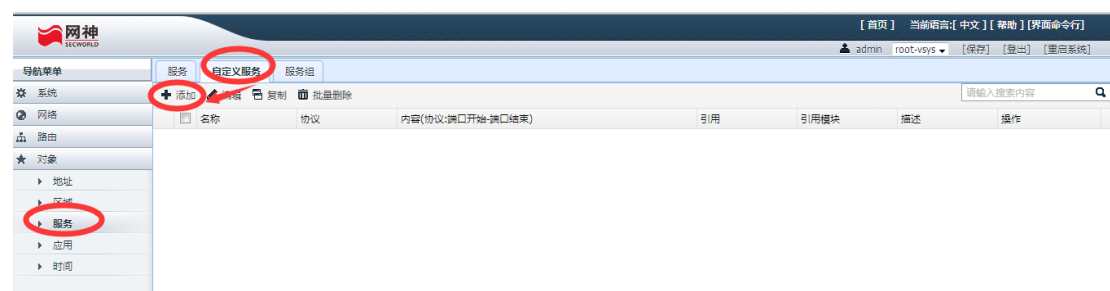 网神
SECWORLD
[ 首页 ] 当前语言:[ 中文 ] [ 帮助 ] [界面命令行]
admin root-vsys [保存] [登出] [重启系统]
导航菜单
服务 自定义服务 服务组
系统
添加 编辑 复制 批量删除
请输入搜索内容
网络
名称 协议 内容(协议:端口开始-端口结束) 引用 引用模块 描述 操作
路由
对象
地址
区域
服务
应用
时间